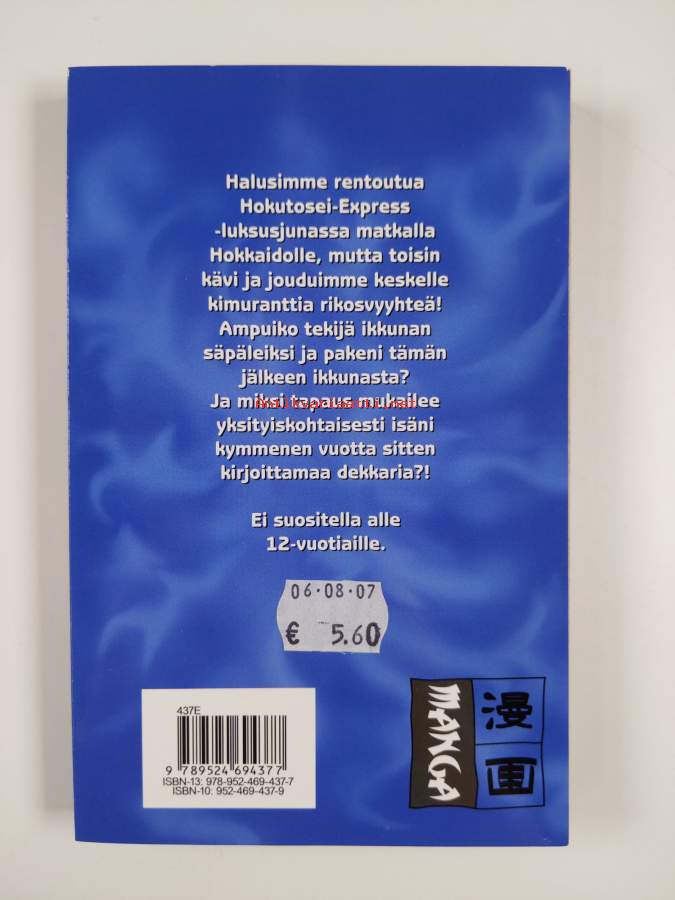 Halusimme rentoutua
Hokutosei-Express
-luksusjunassa matkalla
Hokkaidolle, mutta toisin
kävi ja jouduimme keskelle
kimuranttia rikosvyyhteä!
Ampuiko tekijä ikkunan
säpäleiksi ja pakeni tämän
jälkeen ikkunasta?
Ja miksi tapaus mukailee
yksityiskohtaisesti isäni
kymmenen vuotta sitten
kirjoittamaa dekkaria?!
Ei suositella alle
12-vuotiaille.
06·08·07
€ 5.60
437E
9 789524 694377
ISBN-13: 978-952-469-437-7
ISBN-10: 952-469-437-9
MANGA
漫画